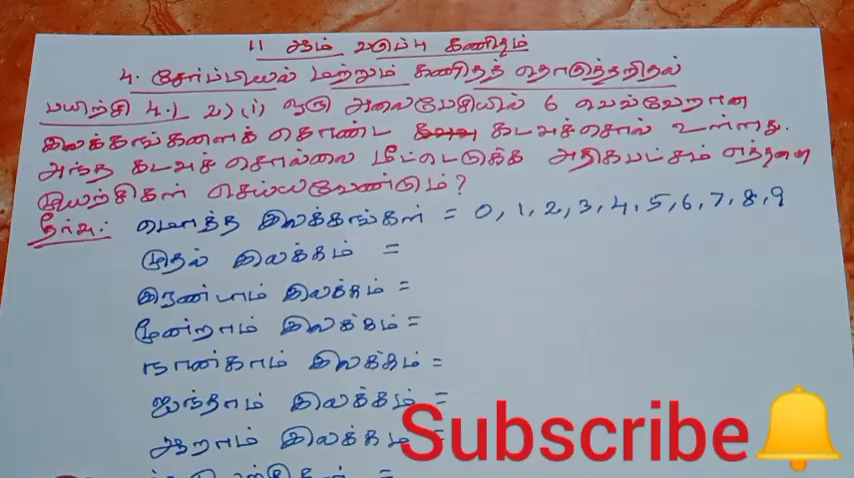 11 ஆம் வகுப்பு கணிதம்
4. சேர்ப்பியல் மற்றும் கணிதத் தொகுத்தறிதல்
பயிற்சி 4.1 2) (i) ஒரு அலைபேசியில் 6 வெவ்வேறான
இலக்கங்களைக் கொண்ட கடவுச்சொல் உள்ளது.
அந்த கடவுச் சொல்லை மீட்டெடுக்க அதிகபட்சம் எத்தனை
முயற்சிகள் செய்யவேண்டும்?
தீர்வு: மொத்த இலக்கங்கள் = 0, 1, 2, 3, 4, 5, 6, 7, 8, 9
முதல் இலக்கம் =
இரண்டாம் இலக்கம் =
மூன்றாம் இலக்கம் =
நான்காம் இலக்கம் =
ஐந்தாம் இலக்கம் =
ஆறாம் இலக்கம் =
Subscribe